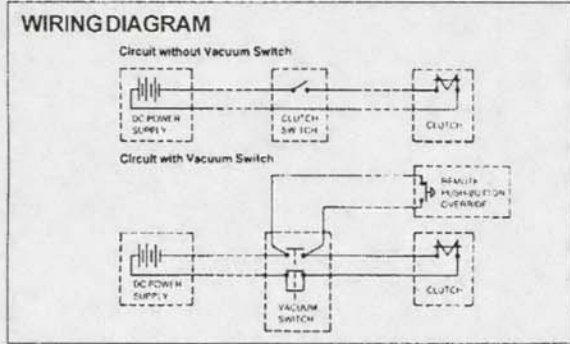 WIRING DIAGRAM
Circuit without Vacuum Switch
DC POWER
SUPPLY
CLUTCH
SWITCH
CLUTCH
Circuit with Vacuum Switch
REMOTE
PUSH-BUTTON
OVERRIDE
DC POWER
SUPPLY
VACUUM
SWITCH
CLUTCH